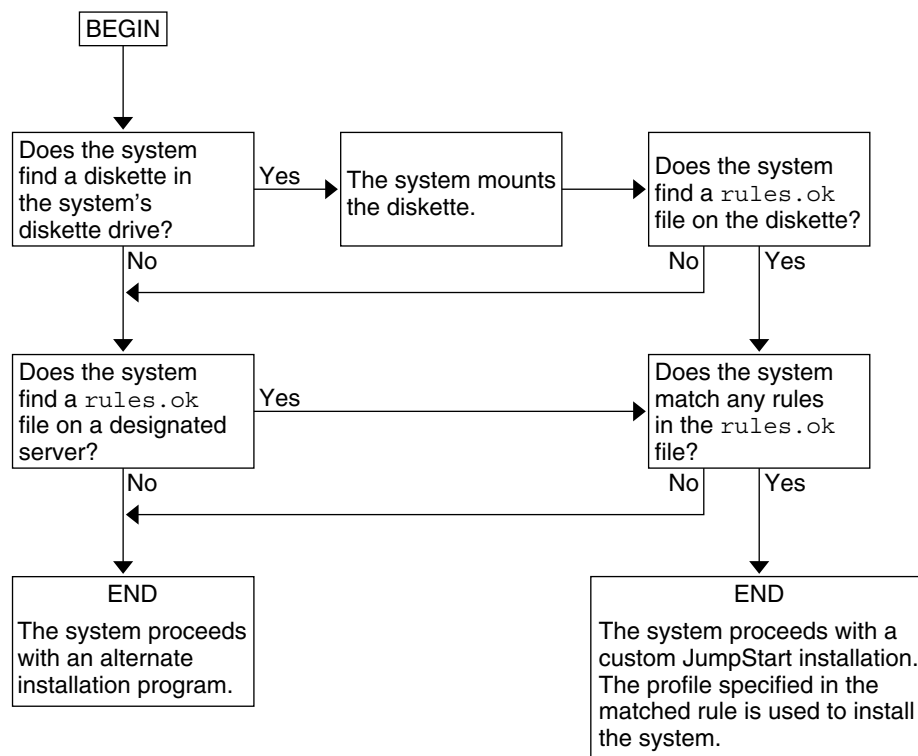 BEGIN
Does the system
find a diskette in
the system's
diskette drive?
Yes
The system mounts
the diskette.
Does the system
find a rules.ok
file on the diskette?
No
No
Yes
Does the system
find a rules.ok
file on a designated
server?
Yes
Does the system
match any rules
in the rules.ok
file?
No
No
Yes
END
The system proceeds
with an alternate
installation program.
END
The system proceeds with a
custom JumpStart installation.
The profile specified in the
matched rule is used to install
the system.